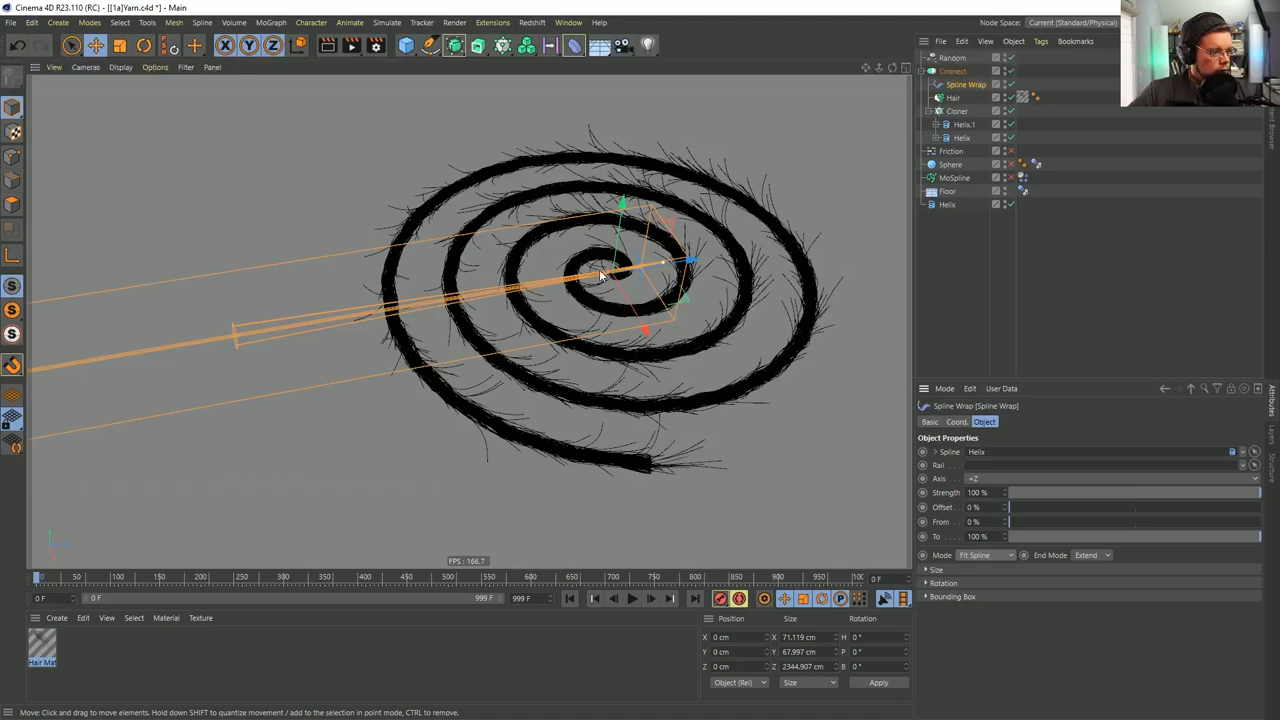 Cinema 4D R23.110 (RC) - [[1a]Yarn.c4d *] - Main
File Edit Create Modes Select Tools Mesh Spline Volume MoGraph Character Animate Simulate Tracker Render Extensions Redshift Window Help
Node Space: Current (Standard/Physical)
X Y Z
File Edit View Object Tags Bookmarks
View Cameras Display Options Filter Panel
Random
Connect
Spline Wrap
Hair
Cloner
Helix.1
Helix
Friction
Sphere
MoSpline
Floor
Helix
Content Browser
Mode Edit User Data
Attributes
Layers
Structure
Spline Wrap [Spline Wrap]
Basic Coord. Object
Object Properties
Spline Helix
Rail
Axis +Z
Strength 100 %
Offset 0 %
From 0 %
To 100 %
Mode Fit Spline End Mode Extend
Size
Rotation
Bounding Box
FPS : 166.7
0 50 100 150 200 250 300 350 400 450 500 550 600 650 700 750 800 850 900 950 100 0 F
0 F 0 F 999 F 999 F
Create Edit View Select Material Texture
Hair Mat
Position Size Rotation
X 0 cm X 71.119 cm H 0 °
Y 0 cm Y 67.997 cm P 0 °
Z 0 cm Z 2344.907 cm B 0 °
Object (Rel) Size Apply
Move: Click and drag to move elements. Hold down SHIFT to quantize movement / add to the selection in point mode, CTRL to remove.